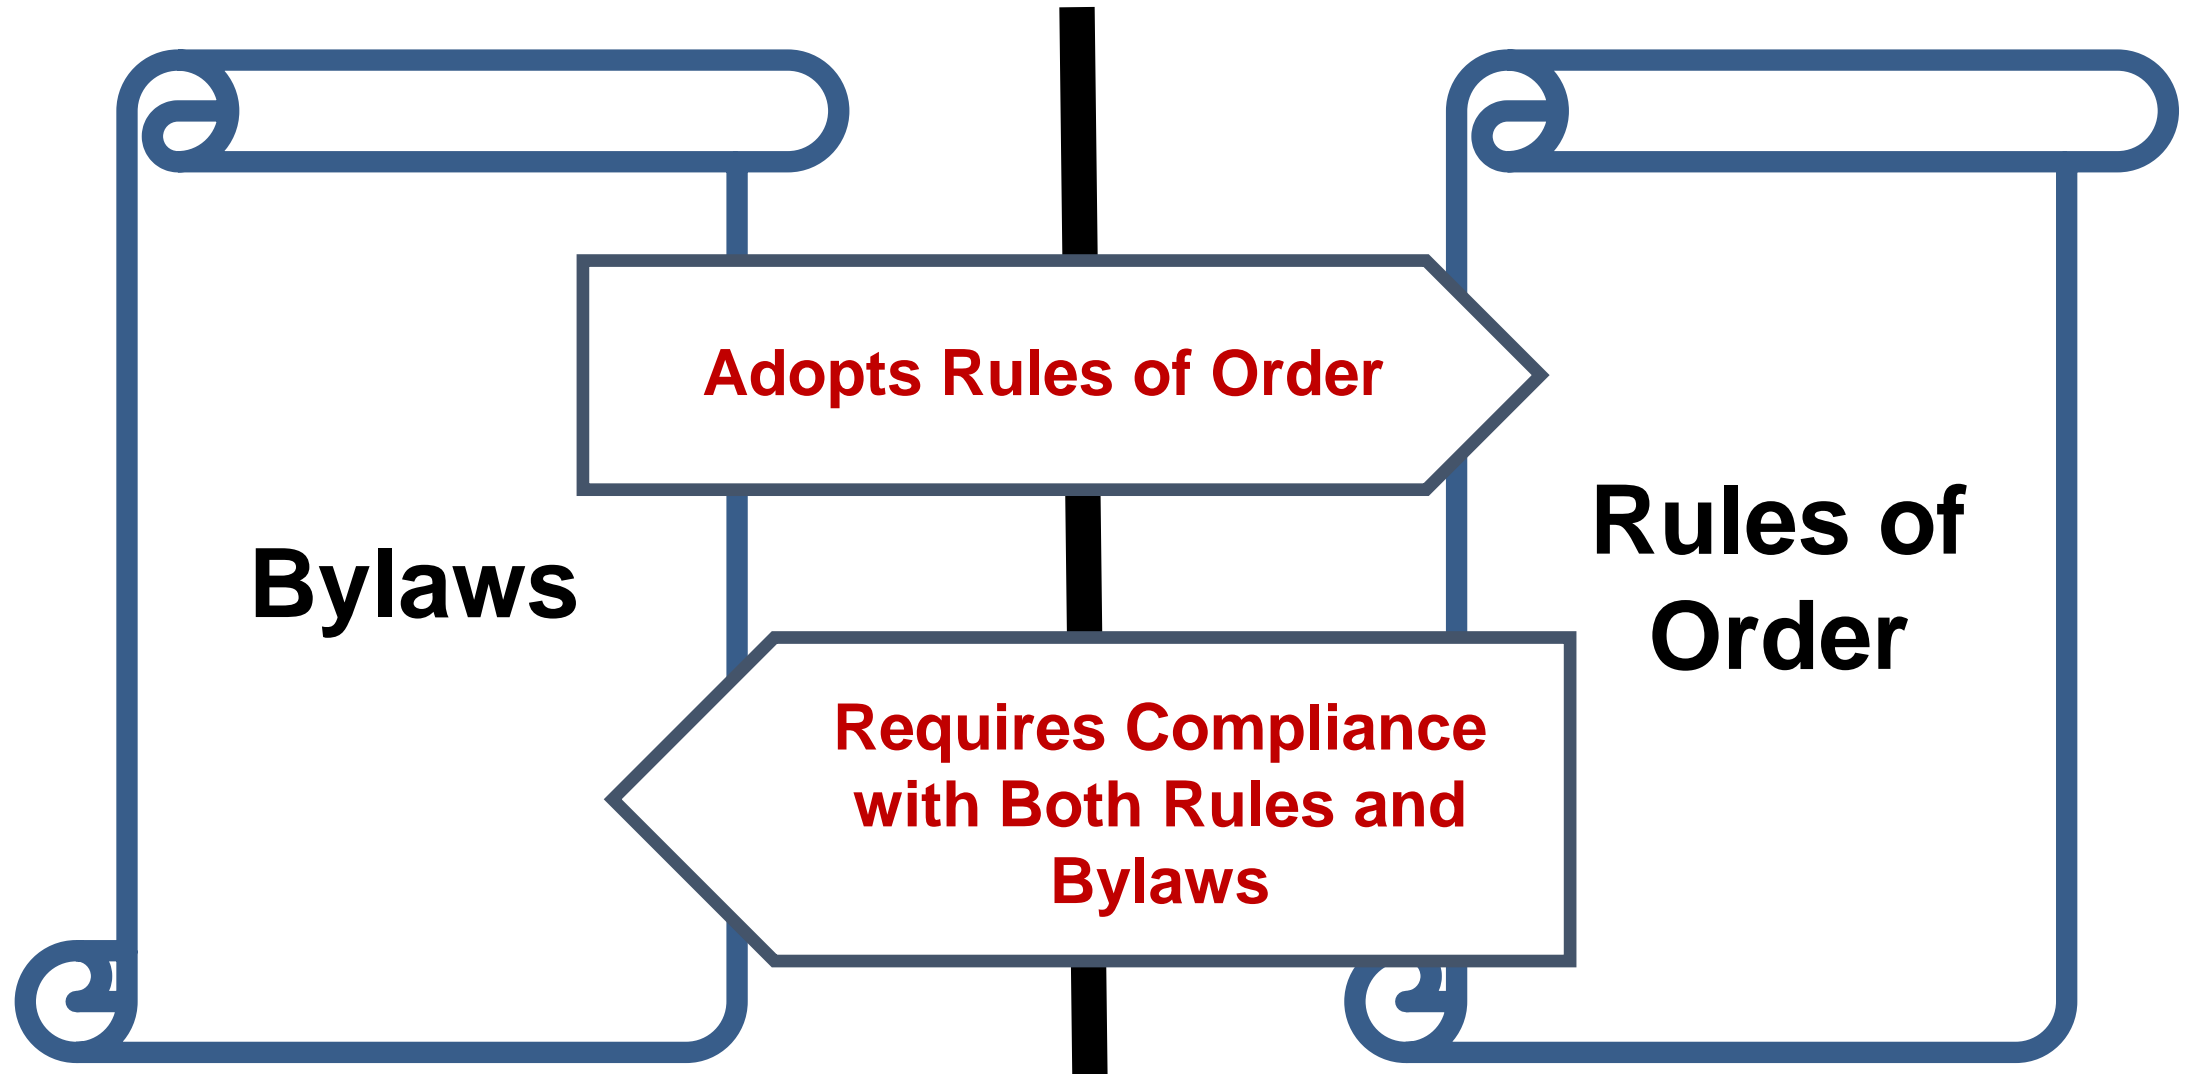 Bylaws
Adopts Rules of Order
Requires Compliance
with Both Rules and
Bylaws
Rules of
Order